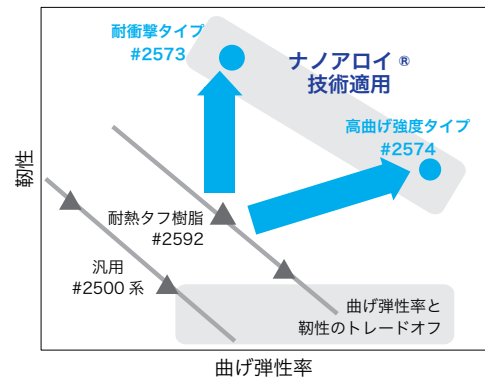 耐衝撃タイプ
#2573
ナノアロイ ®
技術適用
高曲げ強度タイプ
#2574
靭性
耐熱タフ樹脂
#2592
汎用
#2500 系
曲げ弾性率と
靭性のトレードオフ
曲げ弾性率